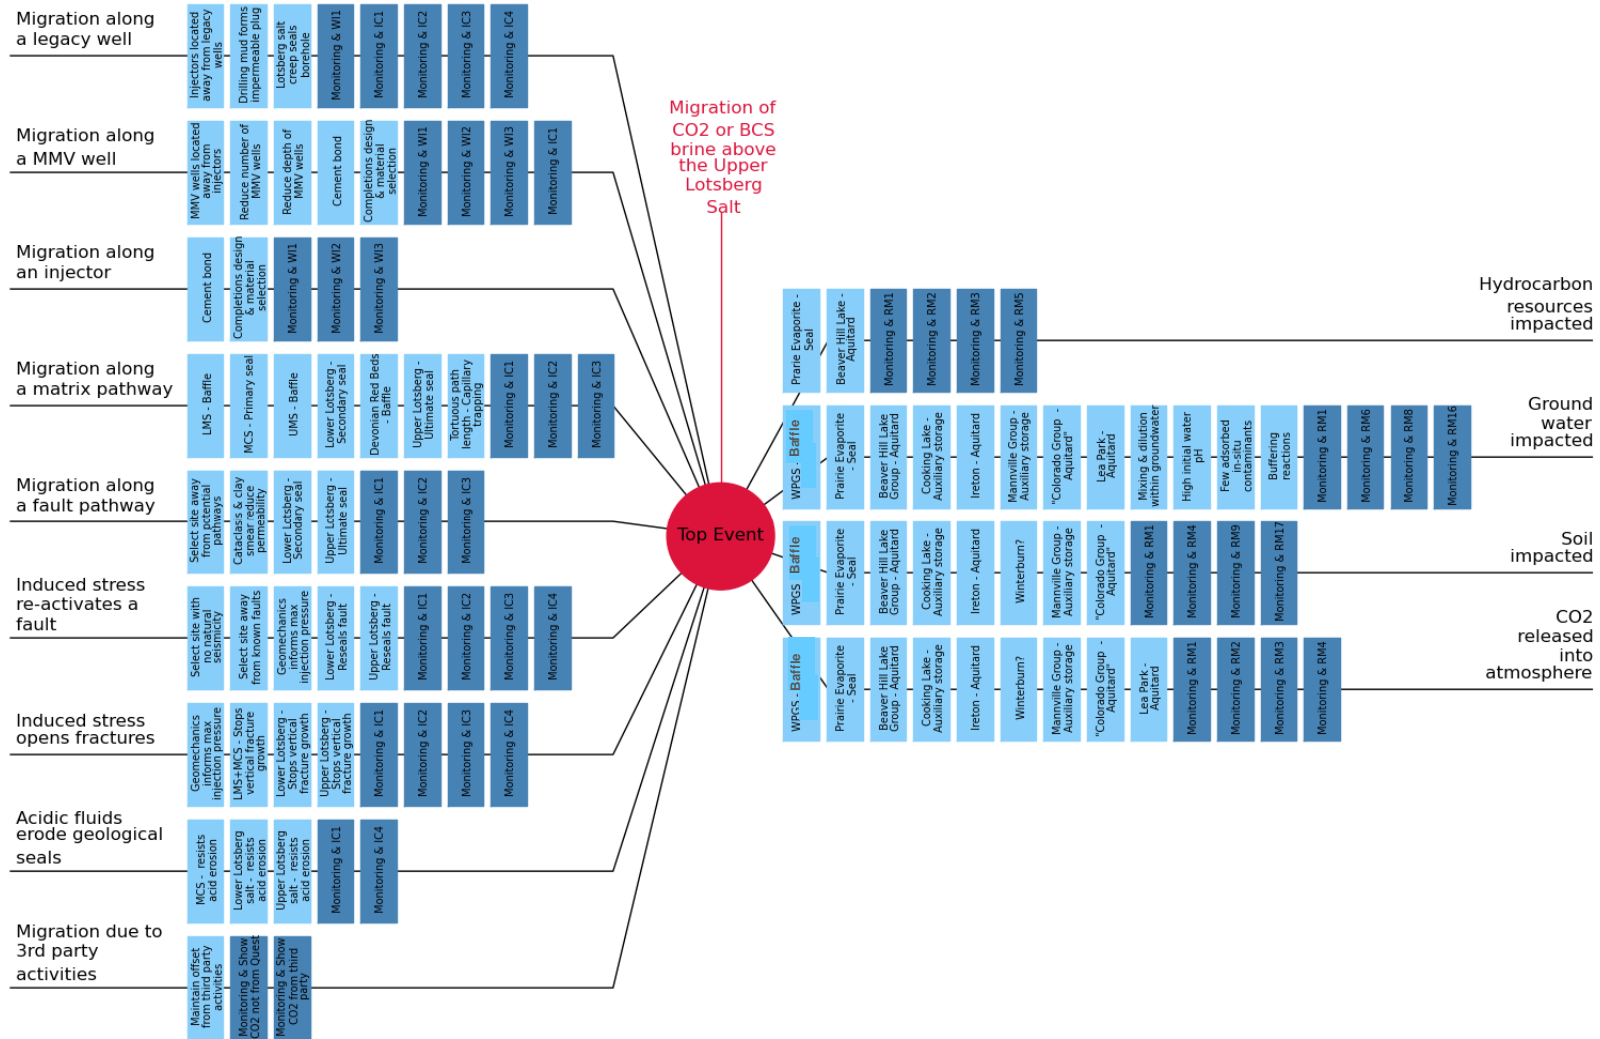 Migration along
a legacy well
Injectors located
away from legacy
wells
Drilling mud forms
impermeable plug
Lotsberg salt
creep seals
borehole
Monitoring & WI1
Monitoring & IC1
Monitoring & IC2
Monitoring & IC3
Monitoring & IC4
Migration along
a MMV well
MMV wells located
away from
injectors
Reduce number of
MMV wells
Reduce depth of
MMV wells
Cement bond
Completions design
& material
selection
Monitoring & WI1
Monitoring & WI2
Monitoring & WI3
Monitoring & IC1
Migration along
an injector
Cement bond
Completions design
& material
selection
Monitoring & WI1
Monitoring & WI2
Monitoring & WI3
Migration along
a matrix pathway
LMS - Baffle
MCS - Primary seal
UMS - Baffle
Lower Lotsberg -
Secondary seal
Devonian Red Beds
- Baffle
Upper Lotsberg -
Ultimate seal
Tortuous path
length - Capillary
trapping
Monitoring & IC1
Monitoring & IC2
Monitoring & IC3
Migration along
a fault pathway
Select site away
from potential
pathways
Cataclasis & clay
smear reduce
permeability
Lower Lotsberg -
Secondary seal
Upper Lotsberg -
Ultimate seal
Monitoring & IC1
Monitoring & IC2
Monitoring & IC3
Induced stress
re-activates a
fault
Select site with
no natural
seismicity
Select site away
from known faults
Geomechanics
informs max
injection pressure
Lower Lotsberg -
Reseals fault
Upper Lotsberg -
Reseals fault
Monitoring & IC1
Monitoring & IC2
Monitoring & IC3
Monitoring & IC4
Induced stress
opens fractures
Geomechanics
informs max
injection pressure
LMS+MCS - Stops
vertical fracture
growth
Lower Lotsberg -
Stops vertical
fracture growth
Upper Lotsberg -
Stops vertical
fracture growth
Monitoring & IC1
Monitoring & IC2
Monitoring & IC3
Monitoring & IC4
Acidic fluids
erode geological
seals
MCS - resists
acid erosion
Lower Lotsberg
salt - resists
acid erosion
Upper Lotsberg
salt - resists
acid erosion
Monitoring & IC1
Monitoring & IC4
Migration due to
3rd party
activities
Maintain offset
from third party
activities
Monitoring & Show
CO2 not from Quest
Monitoring & Show
CO2 from third
party
Migration of
CO2 or BCS
brine above
the Upper
Lotsberg
Salt
Top Event
Prarie Evaporite -
Seal
Beaver Hill Lake -
Aquitard
Monitoring & RM1
Monitoring & RM2
Monitoring & RM3
Monitoring & RM5
Hydrocarbon
resources
impacted
WPGS - Baffle
Prairie Evaporite
- Seal
Beaver Hill Lake
Group - Aquitard
Cooking Lake -
Auxiliary storage
Ireton - Aquitard
Mannville Group -
Auxiliary storage
"Colorado Group -
Aquitard"
Lea Park -
Aquitard
Mixing & dilution
within groundwater
High initial water
pH
Few adsorbed
in-situ
contaminants
Buffering
reactions
Monitoring & RM1
Monitoring & RM6
Monitoring & RM8
Monitoring & RM16
Ground
water
impacted
WPGS - Baffle
Prairie Evaporite
- Seal
Beaver Hill Lake
Group - Aquitard
Cooking Lake -
Auxiliary storage
Ireton - Aquitard
Winterburn?
Mannville Group -
Auxiliary storage
"Colorado Group -
Aquitard"
Monitoring & RM1
Monitoring & RM4
Monitoring & RM9
Monitoring & RM17
Soil
impacted
WPGS - Baffle
Prairie Evaporite
- Seal
Beaver Hill Lake
Group - Aquitard
Cooking Lake -
Auxiliary storage
Ireton - Aquitard
Winterburn?
Mannville Group -
Auxiliary storage
"Colorado Group -
Aquitard"
Lea Park -
Aquitard
Monitoring & RM1
Monitoring & RM2
Monitoring & RM3
Monitoring & RM4
CO2
released
into
atmosphere